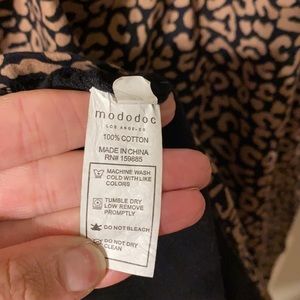 mododoc
LOS ANGELES
100% COTTON
MADE IN CHINA
RN# 159885
MACHINE WASH
COLD WITH LIKE
COLORS
TUMBLE DRY
LOW REMOVE
PROMPTLY
DO NOT BLEACH
DO NOT DRY
CLEAN